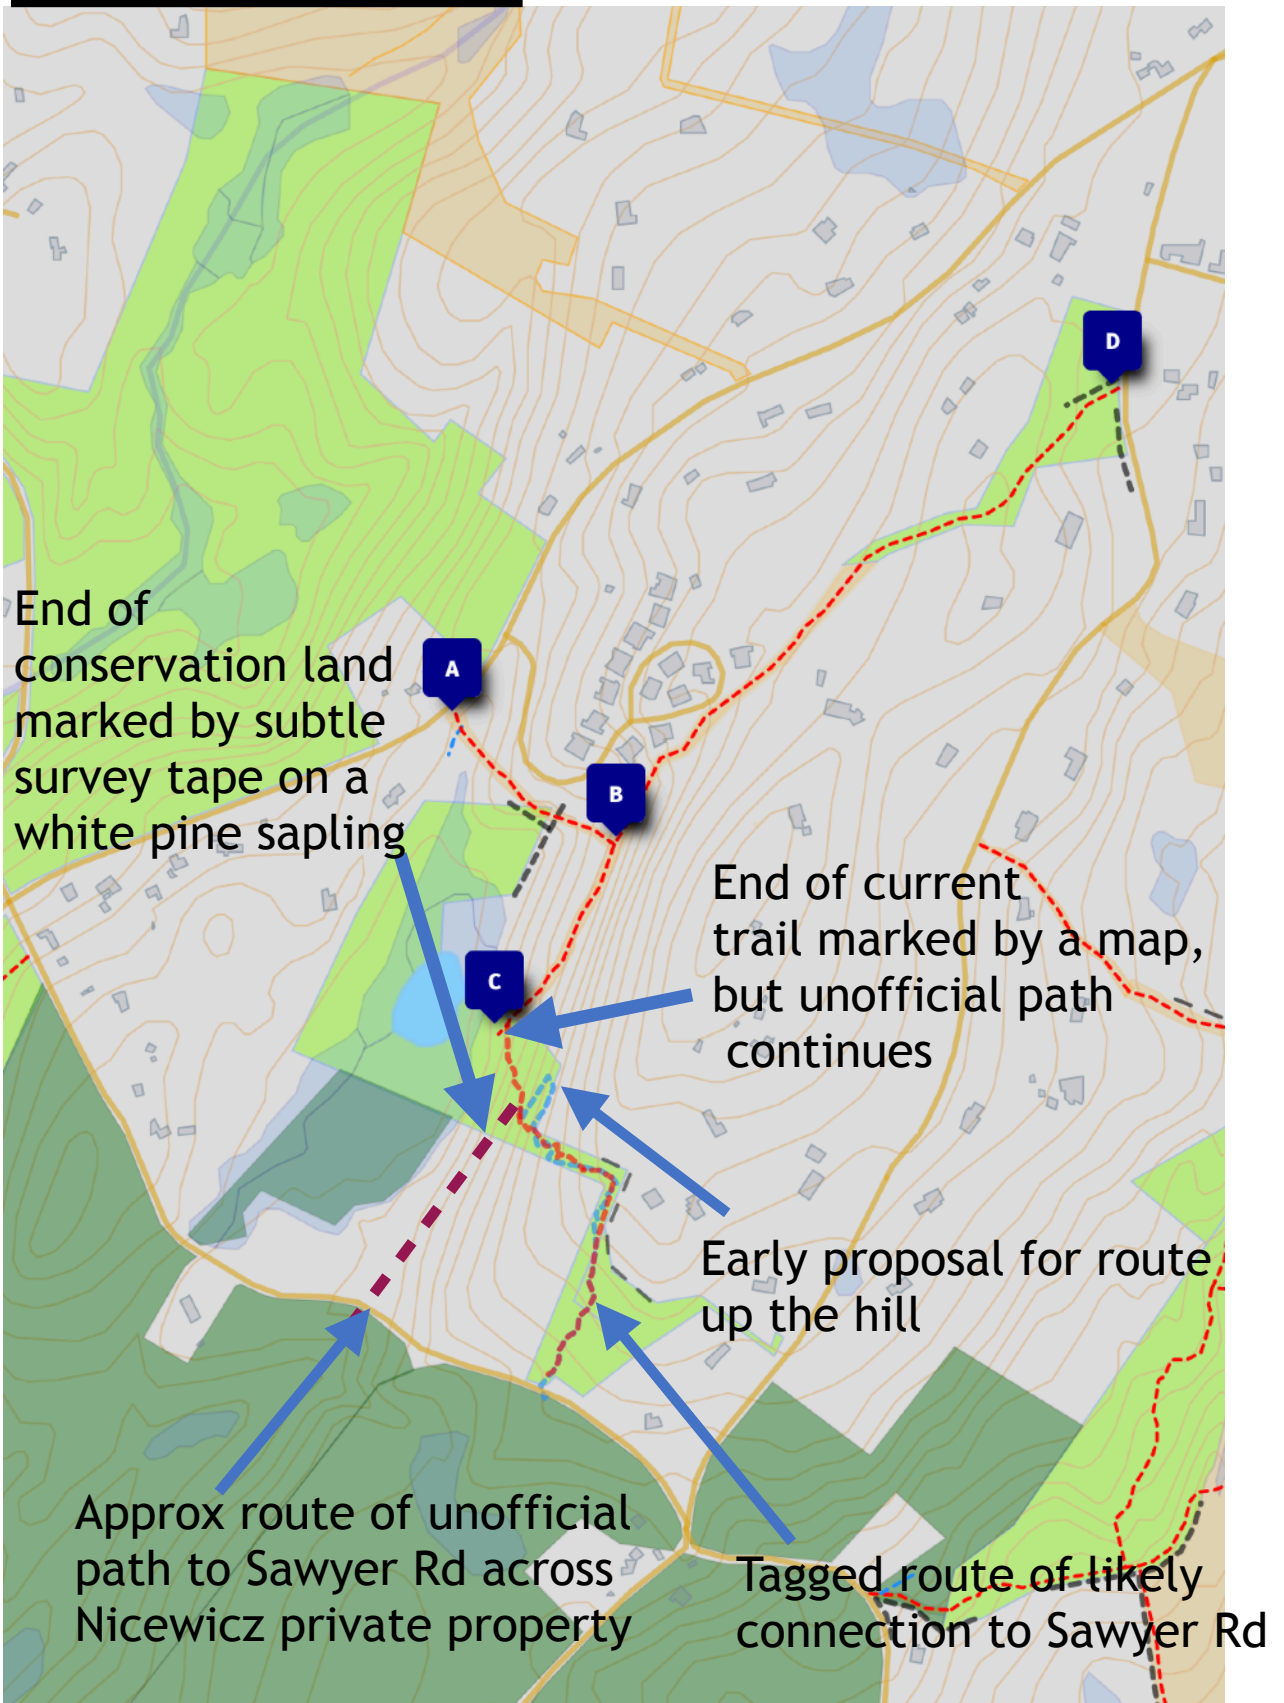 D
End of
conservation land
marked by subtle
survey tape on a
white pine sapling
A
B
End of current
trail marked by a map,
but unofficial path
continues
C
Early proposal for route
up the hill
Approx route of unofficial
path to Sawyer Rd across
Nicewicz private property
Tagged route of likely
connection to Sawyer Rd